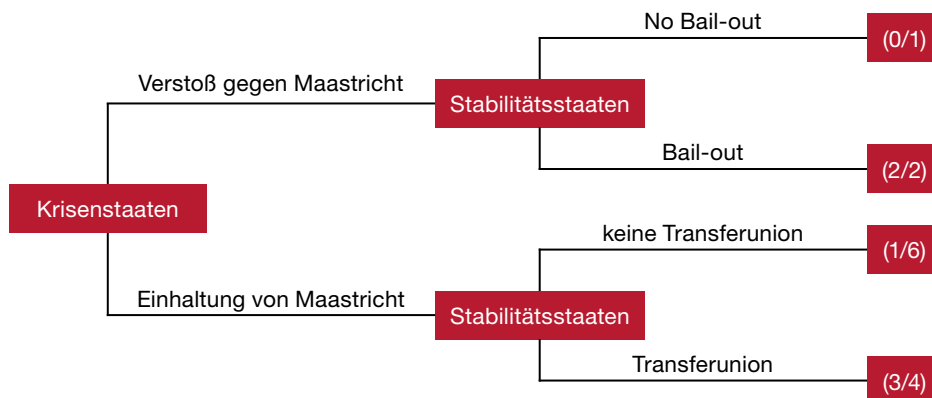 No Bail-out
(0/1)
Verstoß gegen Maastricht
Stabilitätsstaaten
Bail-out
(2/2)
Krisenstaaten
keine Transferunion
(1/6)
Einhaltung von Maastricht
Stabilitätsstaaten
Transferunion
(3/4)